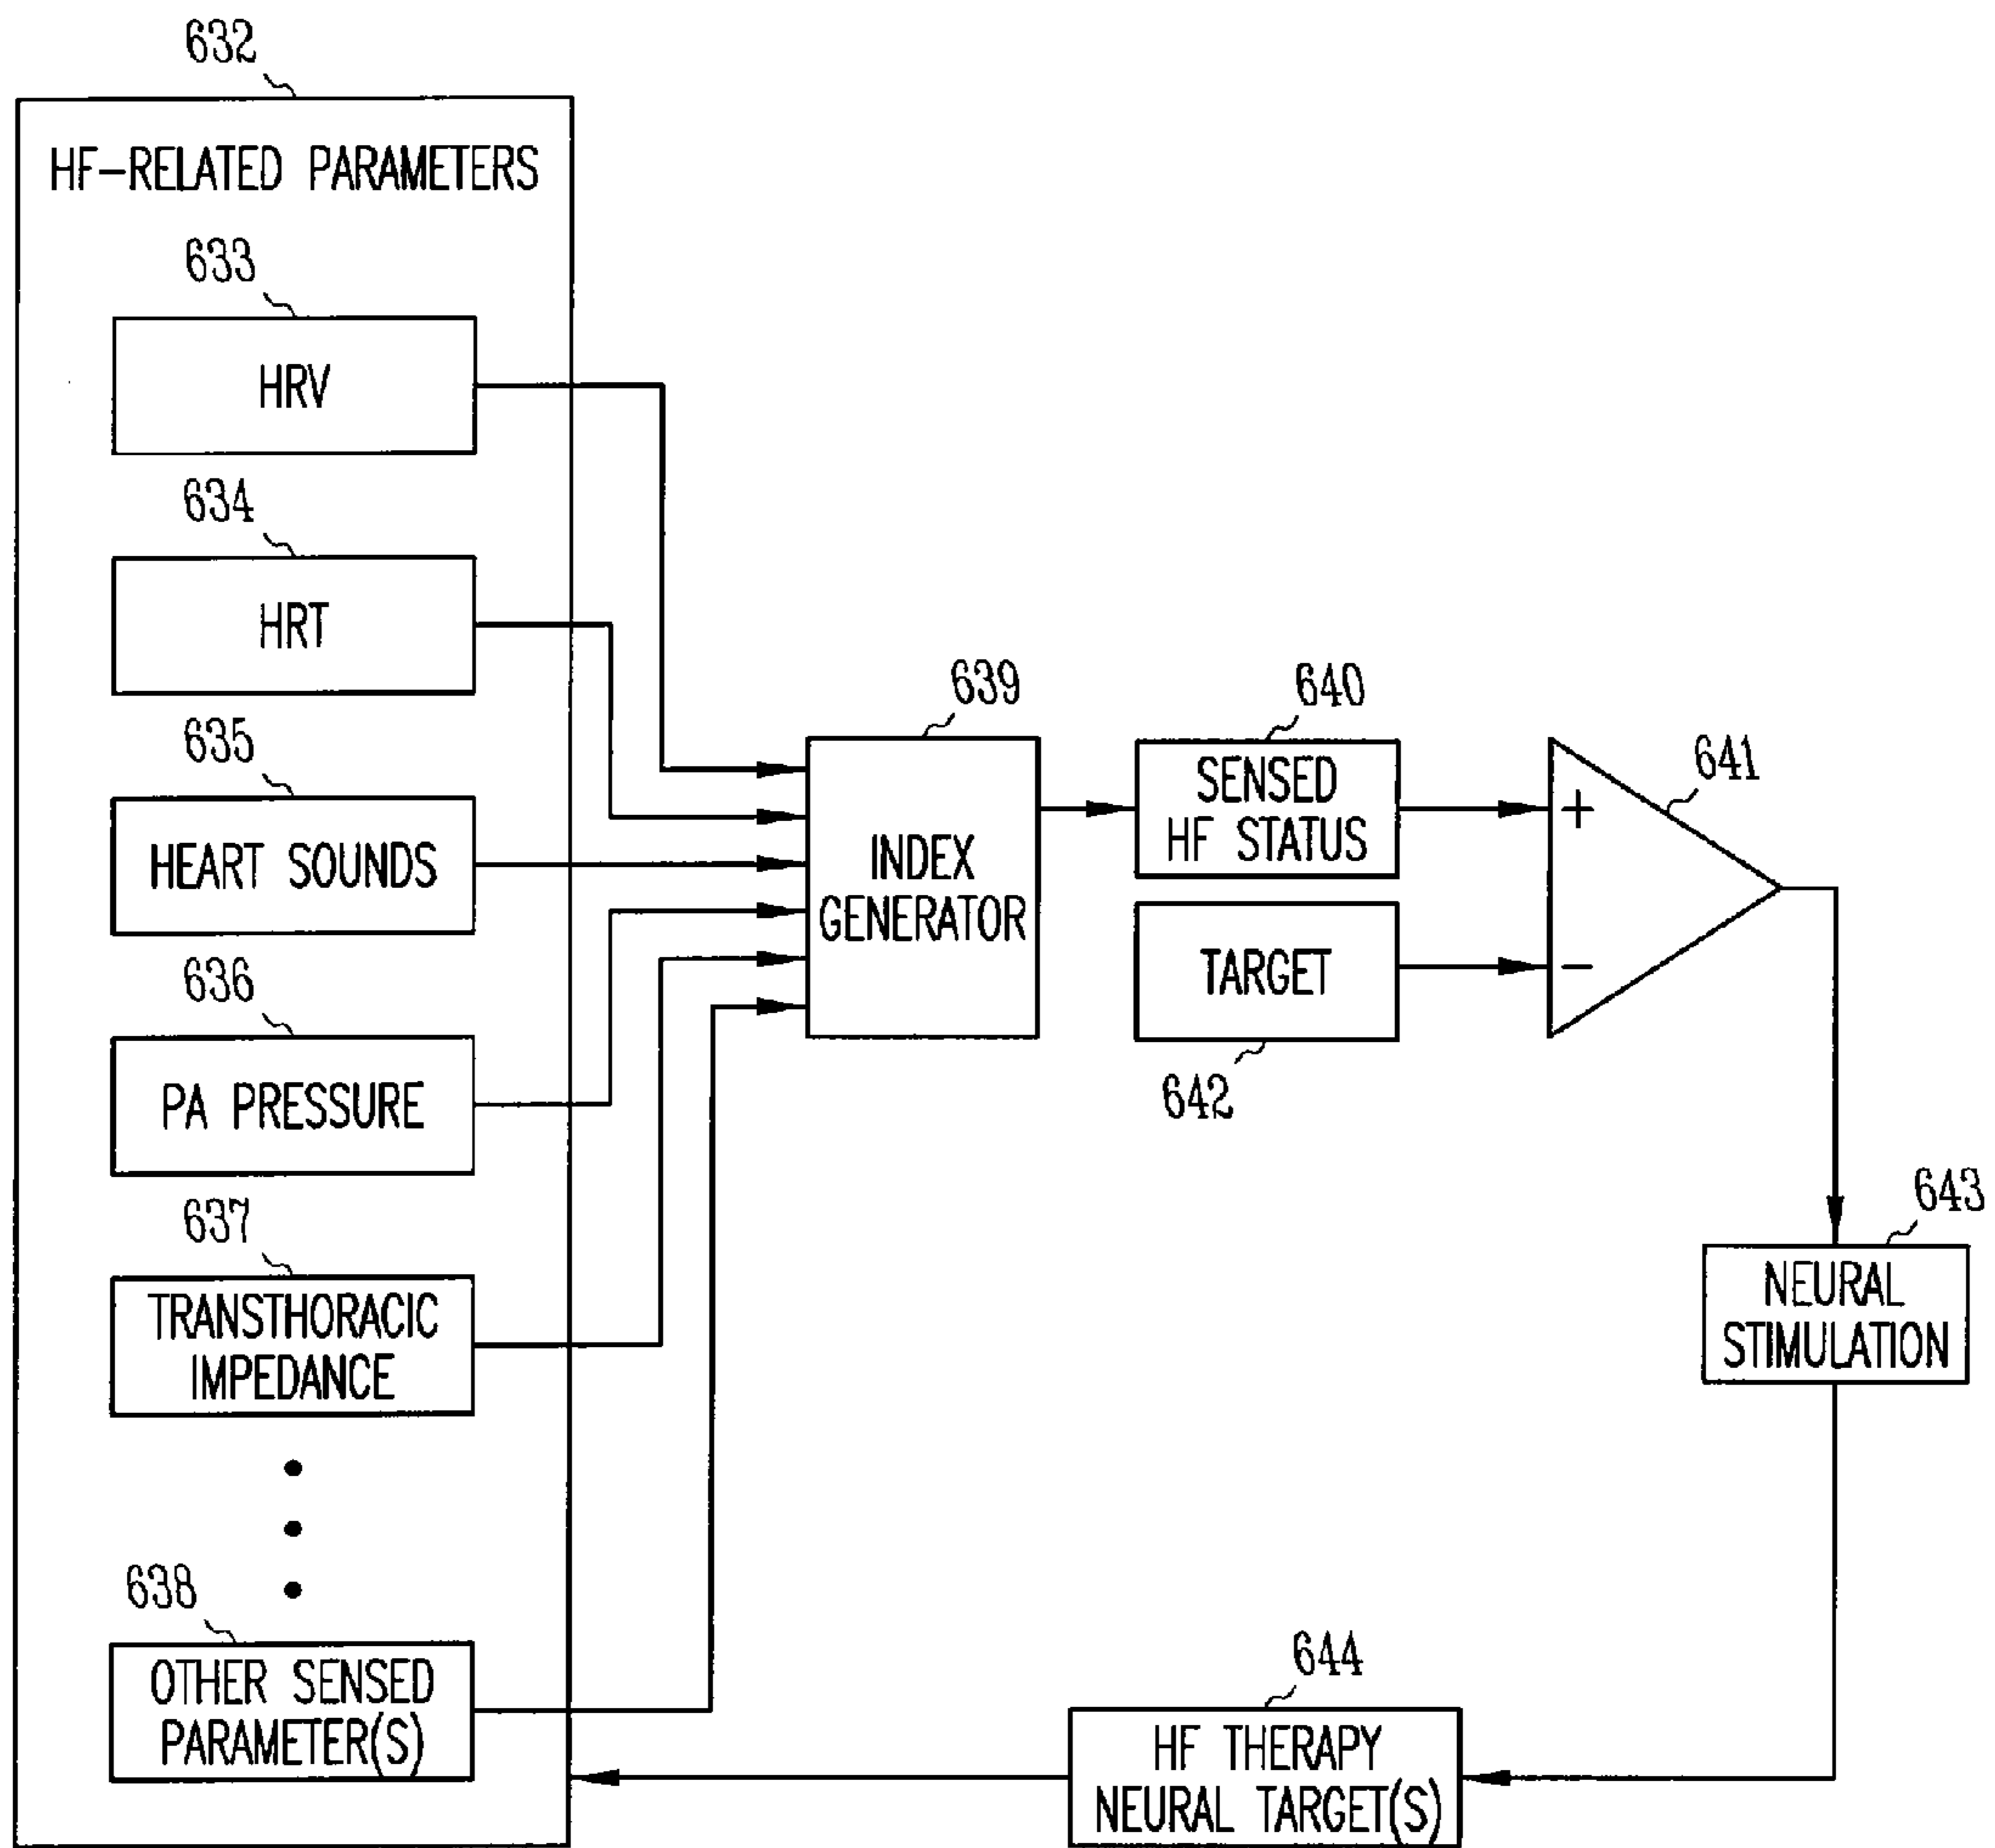 632
HF-RELATED PARAMETERS
633
HRV
634
HRT
635
HEART SOUNDS
636
PA PRESSURE
637
TRANSTHORACIC
IMPEDANCE
638
OTHER SENSED
PARAMETER(S)
639
INDEX
GENERATOR
640
SENSED
HF STATUS
TARGET
642
641
+
−
643
NEURAL
STIMULATION
644
HF THERAPY
NEURAL TARGET(S)